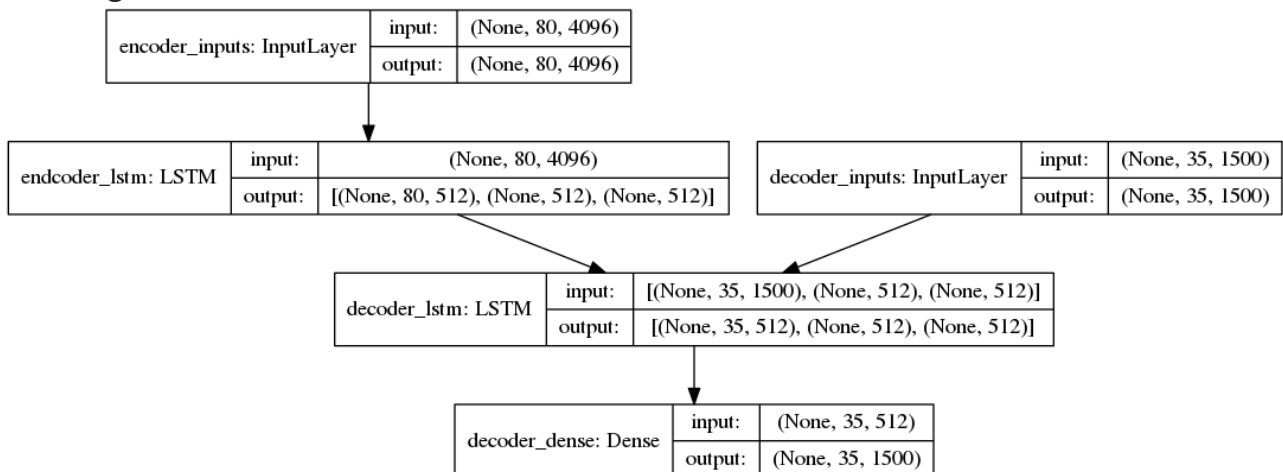 encoder_inputs: InputLayer
input: (None, 80, 4096)
output: (None, 80, 4096)
endcoder_lstm: LSTM
input: (None, 80, 4096)
output: [(None, 80, 512), (None, 512), (None, 512)]
decoder_inputs: InputLayer
input: (None, 35, 1500)
output: (None, 35, 1500)
decoder_lstm: LSTM
input: [(None, 35, 1500), (None, 512), (None, 512)]
output: [(None, 35, 512), (None, 512), (None, 512)]
decoder_dense: Dense
input: (None, 35, 512)
output: (None, 35, 1500)